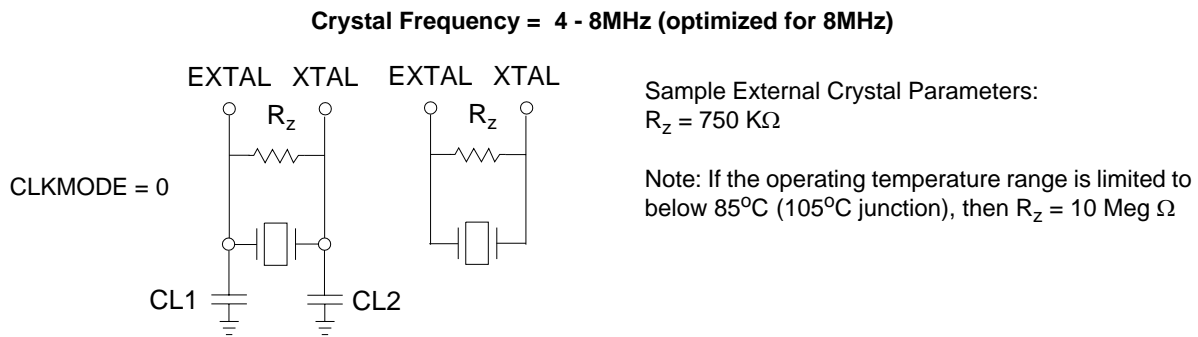 Crystal Frequency = 4 - 8MHz (optimized for 8MHz)
EXTAL XTAL
EXTAL XTAL
Rz
Rz
CLKMODE = 0
CL1
CL2
Sample External Crystal Parameters:
Rz = 750 KΩ
Note: If the operating temperature range is limited to
below 85oC (105oC junction), then Rz = 10 Meg Ω